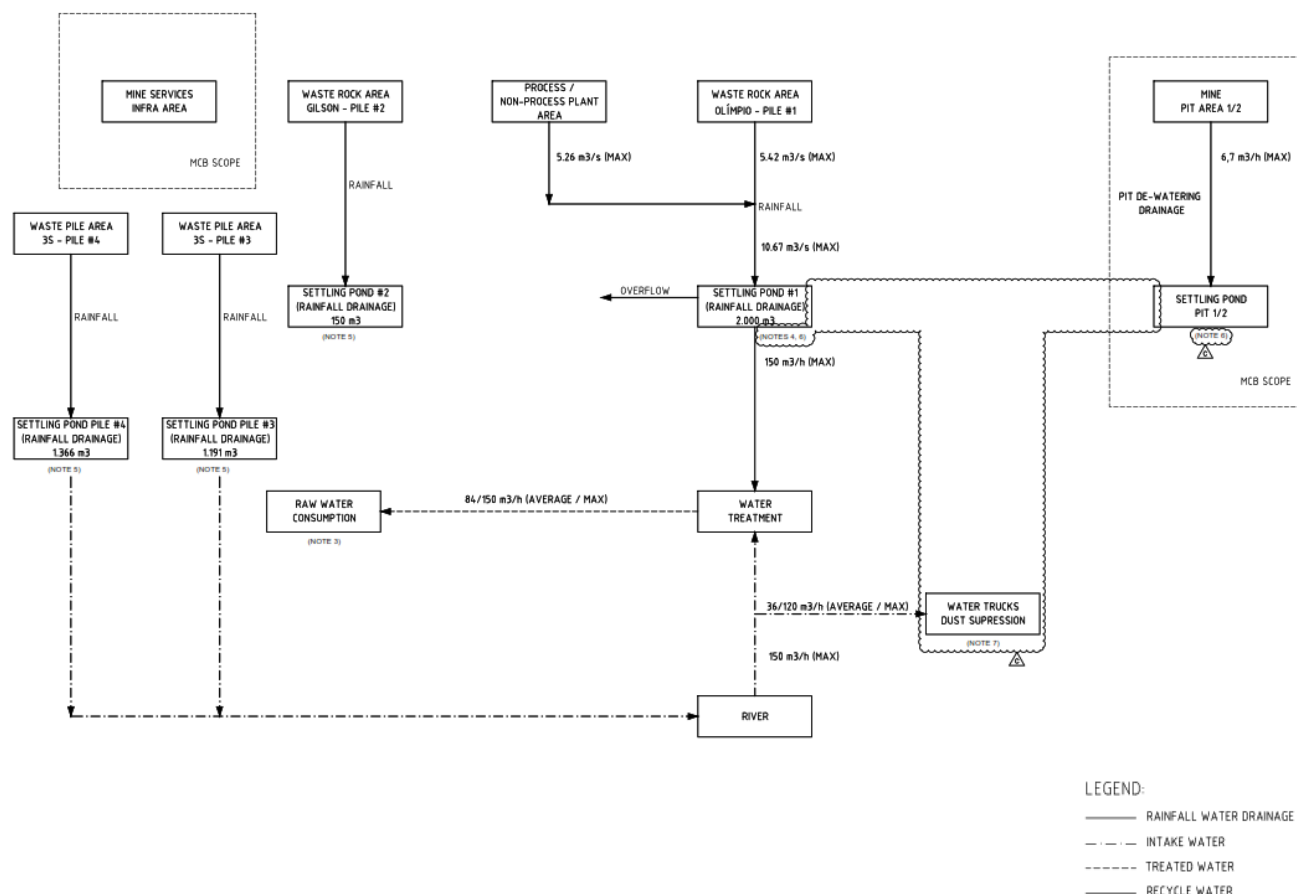 MINE SERVICES
INFRA AREA
MCB SCOPE
WASTE ROCK AREA
GILSON - PILE #2
RAINFALL
PROCESS /
NON-PROCESS PLANT
AREA
5.26 m3/s (MAX)
WASTE ROCK AREA
OLÍMPIO - PILE #1
5.42 m3/s (MAX)
RAINFALL
10.67 m3/s (MAX)
MINE
PIT AREA 1/2
6,7 m3/h (MAX)
PIT DE-WATERING
DRAINAGE
WASTE PILE AREA
3S - PILE #4
RAINFALL
WASTE PILE AREA
3S - PILE #3
RAINFALL
SETTLING POND #2
(RAINFALL DRAINAGE)
150 m3
(NOTE 5)
OVERFLOW
SETTLING POND #1
(RAINFALL DRAINAGE)
2.000 m3
(NOTES 4, 6)
150 m3/h (MAX)
SETTLING POND
PIT 1/2
(NOTE 6)
C
MCB SCOPE
SETTLING POND PILE #4
(RAINFALL DRAINAGE)
1.366 m3
(NOTE 5)
SETTLING POND PILE #3
(RAINFALL DRAINAGE)
1.191 m3
(NOTE 5)
RAW WATER
CONSUMPTION
(NOTE 3)
84/150 m3/h (AVERAGE / MAX)
WATER
TREATMENT
36/120 m3/h (AVERAGE / MAX)
WATER TRUCKS
DUST SUPRESSION
(NOTE 7)
C
150 m3/h (MAX)
RIVER
LEGEND:
RAINFALL WATER DRAINAGE
INTAKE WATER
TREATED WATER
RECYCLE WATER